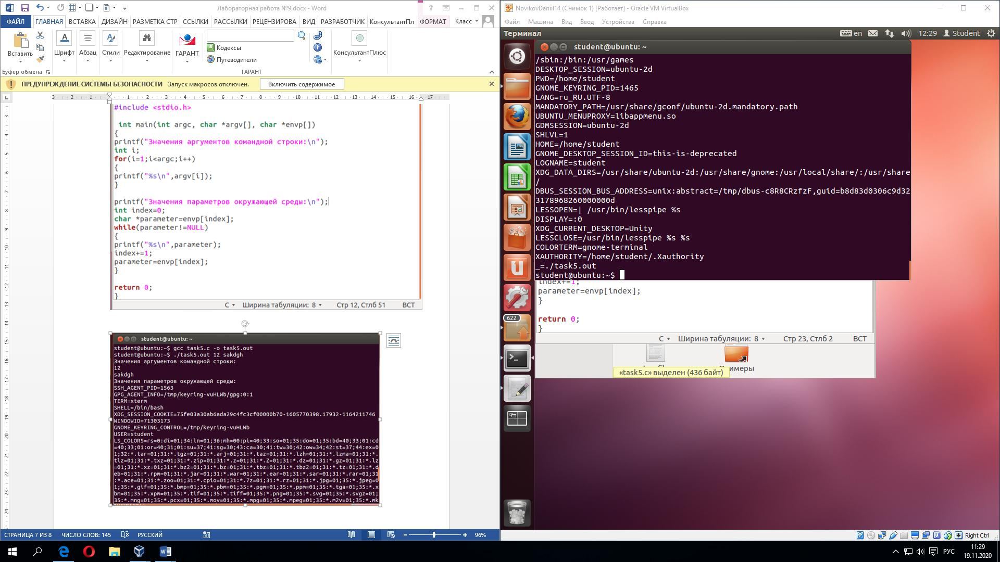 Лабораторная работа №9.docx - Word
ФАЙЛ ГЛАВНАЯ ВСТАВКА ДИЗАЙН РАЗМЕТКА СТР ССЫЛКИ РАССЫЛКИ РЕЦЕНЗИРОВА ВИД РАЗРАБОТЧИК КонсультантПл ФОРМАТ Класс
Вставить
Шрифт
Абзац
Стили
Редактирование
ГАРАНТ
Кодексы
Путеводители
КонсультантПлюс
Буфер обмена
ГАРАНТ
ПРЕДУПРЕЖДЕНИЕ СИСТЕМЫ БЕЗОПАСНОСТИ Запуск макросов отключен. Включить содержимое
3 2 1 1 2 3 4 5 6 7 8 9 10 11 12 13 14 15 16 17
#include <stdio.h>
int main(int argc, char *argv[], char *envp[])
{
printf("Значения аргументов командной строки:\n");
int i;
for(i=1;i<argc;i++)
{
printf("%s\n",argv[i]);
}
printf("Значения параметров окружающей среды:\n");
int index=0;
char *parameter=envp[index];
while(parameter!=NULL)
{
printf("%s\n",parameter);
index+=1;
parameter=envp[index];
}
return 0;
}
C Ширина табуляции: 8 Стр 12, Стлб 51 ВСТ
student@ubuntu: ~
student@ubuntu:~$ gcc task5.c -o task5.out
student@ubuntu:~$ ./task5.out 12 sakdgh
Значения аргументов командной строки:
12
sakdgh
Значения параметров окружающей среды:
SSH_AGENT_PID=1563
GPG_AGENT_INFO=/tmp/keyring-vuHLWb/gpg:0:1
TERM=xterm
SHELL=/bin/bash
XDG_SESSION_COOKIE=75fe03a30ab6ada29c4fc3cf00000b70-1605770398.17932-1164211746
WINDOWID=71303173
GNOME_KEYRING_CONTROL=/tmp/keyring-vuHLWb
USER=student
LS_COLORS=rs=0:di=01;34:ln=01;36:mh=00:pi=40;33:so=01;35:do=01;35:bd=40;33;01:cd
=40;33;01:or=40;31;01:su=37;41:sg=30;43:ca=30;41:tw=30;42:ow=34;42:st=37;44:ex=0
1;32:*.tar=01;31:*.tgz=01;31:*.arj=01;31:*.taz=01;31:*.lzh=01;31:*.lzma=01;31:*.
tlz=01;31:*.txz=01;31:*.zip=01;31:*.z=01;31:*.Z=01;31:*.dz=01;31:*.gz=01;31:*.lz
=01;31:*.xz=01;31:*.bz2=01;31:*.bz=01;31:*.tbz=01;31:*.tbz2=01;31:*.tz=01;31:*.d
eb=01;31:*.rpm=01;31:*.jar=01;31:*.war=01;31:*.ear=01;31:*.sar=01;31:*.rar=01;31
:*.ace=01;31:*.zoo=01;31:*.cpio=01;31:*.7z=01;31:*.rz=01;31:*.jpg=01;35:*.jpeg=0
1;35:*.gif=01;35:*.bmp=01;35:*.pbm=01;35:*.pgm=01;35:*.ppm=01;35:*.tga=01;35:*.x
bm=01;35:*.xpm=01;35:*.tif=01;35:*.tiff=01;35:*.png=01;35:*.svg=01;35:*.svgz=01;
35:*.mng=01;35:*.pcx=01;35:*.mov=01;35:*.mpg=01;35:*.mpeg=01;35:*.m2v=01;35:*.mk
СТРАНИЦА 7 ИЗ 8 ЧИСЛО СЛОВ: 145 РУССКИЙ 96%
NovikovDaniil14 (Снимок 1) [Работает] - Oracle VM VirtualBox
Файл Машина Вид Ввод Устройства Справка
Терминал en 12:29 Student
student@ubuntu: ~
/sbin:/bin:/usr/games
DESKTOP_SESSION=ubuntu-2d
PWD=/home/student
GNOME_KEYRING_PID=1465
LANG=ru_RU.UTF-8
MANDATORY_PATH=/usr/share/gconf/ubuntu-2d.mandatory.path
UBUNTU_MENUPROXY=libappmenu.so
GDMSESSION=ubuntu-2d
SHLVL=1
HOME=/home/student
GNOME_DESKTOP_SESSION_ID=this-is-deprecated
LOGNAME=student
XDG_DATA_DIRS=/usr/share/ubuntu-2d:/usr/share/gnome:/usr/local/share/:/usr/share
/
DBUS_SESSION_BUS_ADDRESS=unix:abstract=/tmp/dbus-c8R8CRzfzF,guid=b8d83d0306c9d32
3178968260000000d
LESSOPEN=| /usr/bin/lesspipe %s
DISPLAY=:0
XDG_CURRENT_DESKTOP=Unity
LESSCLOSE=/usr/bin/lesspipe %s %s
COLORTERM=gnome-terminal
XAUTHORITY=/home/student/.Xauthority
_=./task5.out
student@ubuntu:~$
index+=1;
parameter=envp[index];
}
return 0;
}
622
C Ширина табуляции: 8 Стр 23, Стлб 2 ВСТ
Примеры
«task5.c» выделен (436 байт)
Right Ctrl
РУС
11:29
19.11.2020